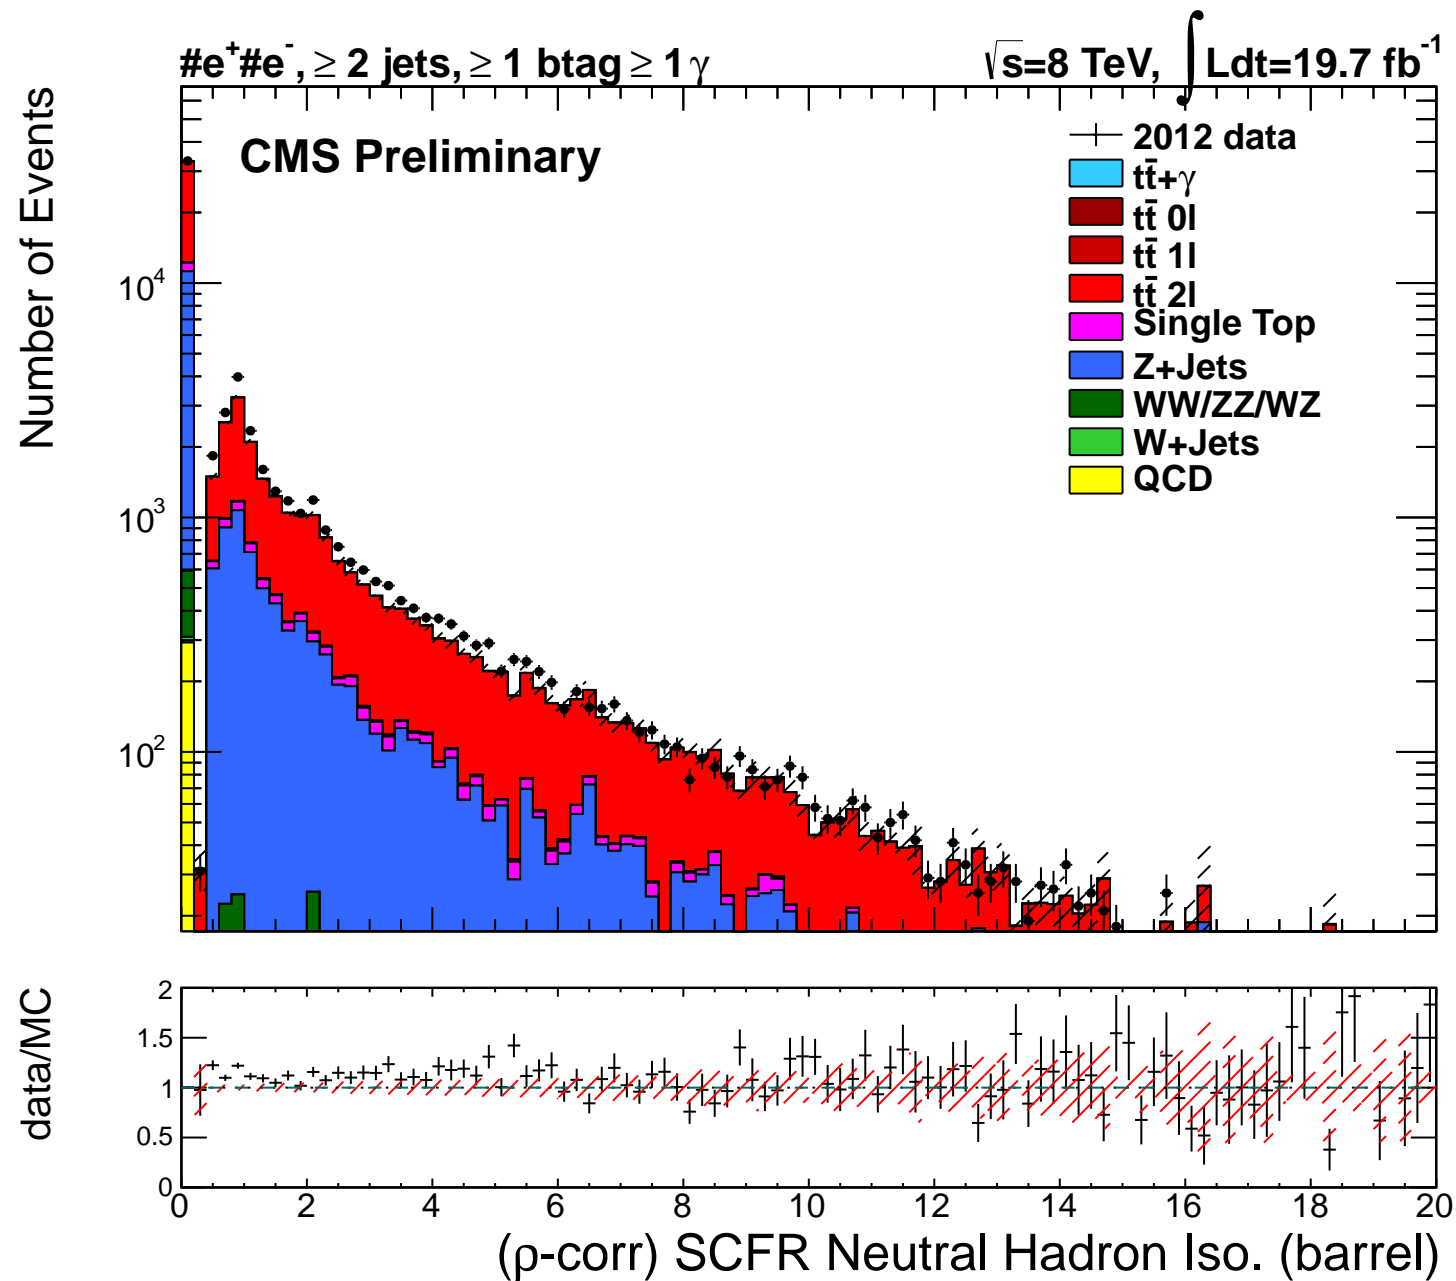 #e⁺#e⁻, ≥ 2 jets, ≥ 1 btag ≥ 1 γ
√s=8 TeV, ∫ Ldt=19.7 fb⁻¹
CMS Preliminary
2012 data
tt̄+γ
tt̄ 0l
tt̄ 1l
tt̄ 2l
Single Top
Z+Jets
WW/ZZ/WZ
W+Jets
QCD
Number of Events
10⁴
10³
10²
data/MC
2
1.5
1
0.5
0
0 2 4 6 8 10 12 14 16 18 20
(ρ-corr) SCFR Neutral Hadron Iso. (barrel)